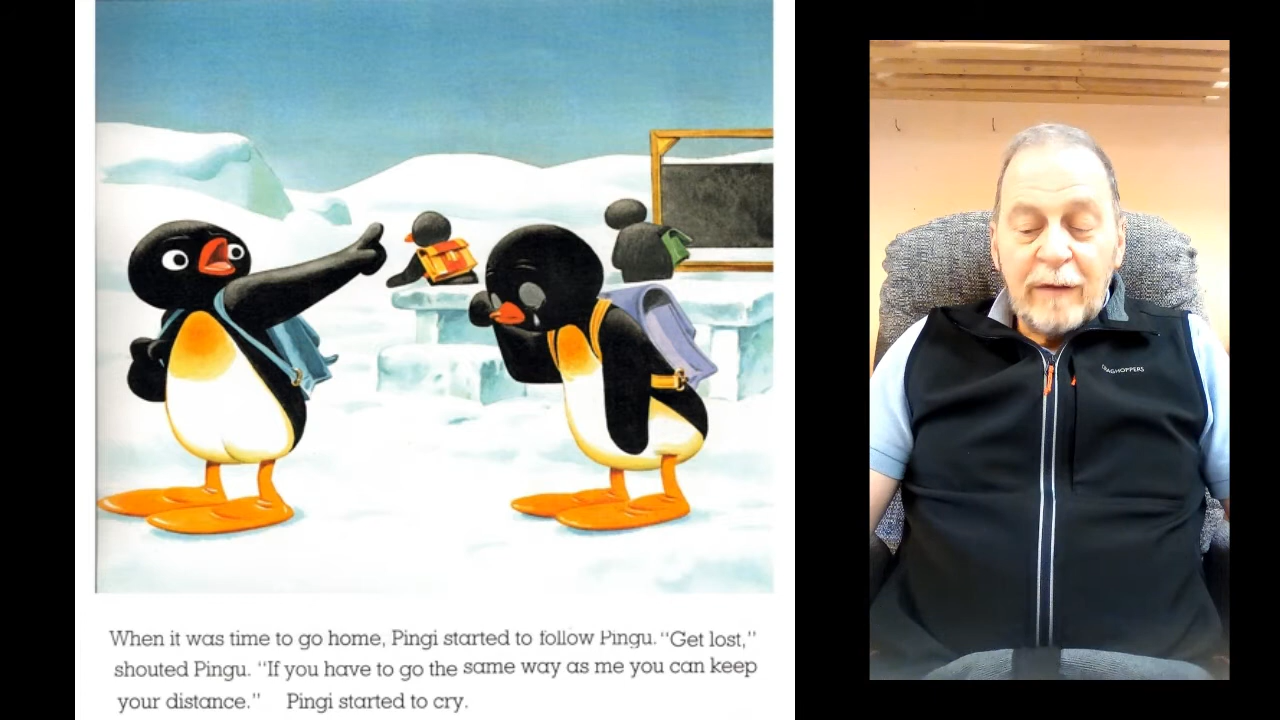 When it was time to go home, Pingi started to follow Pingu. "Get lost,"
shouted Pingu. "If you have to go the same way as me you can keep
your distance." Pingi started to cry.
CRAGHOPPERS